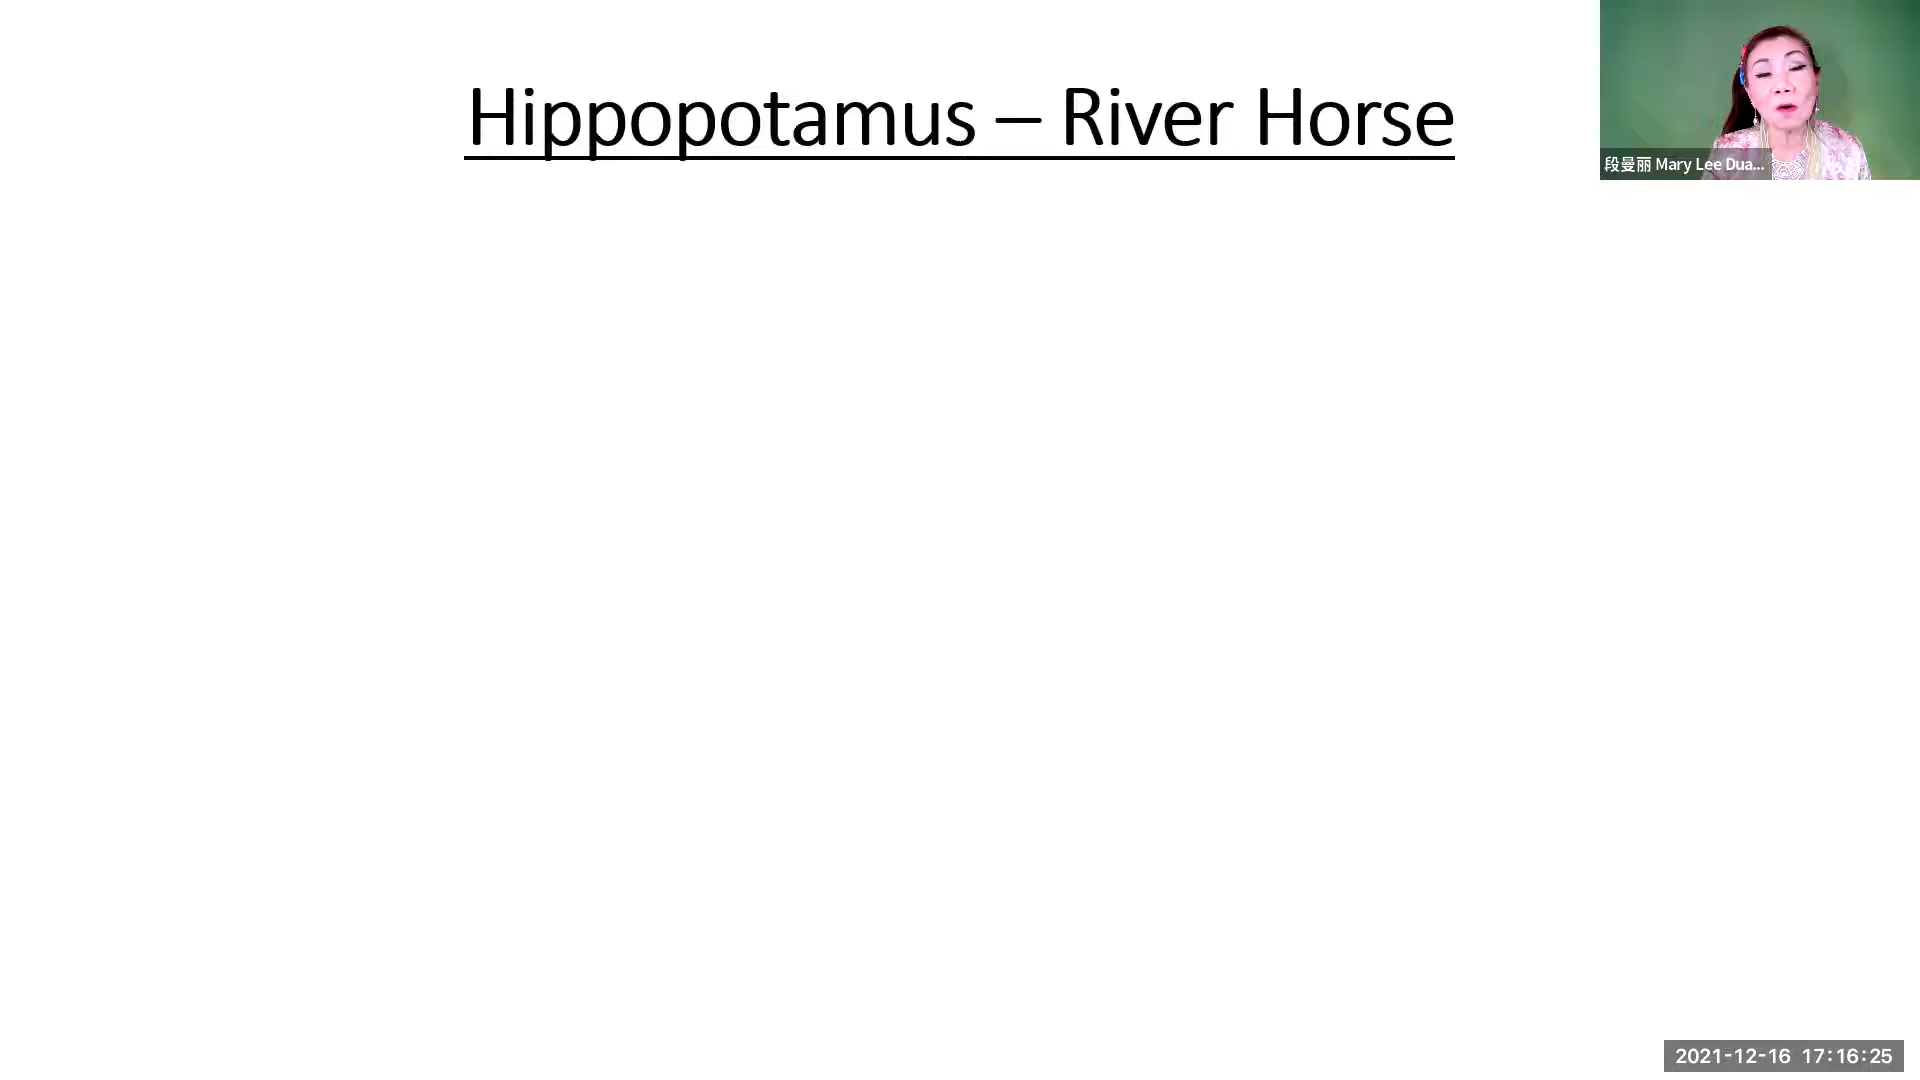 Hippopotamus – River Horse
段曼丽 Mary Lee Dua...
2021-12-16 17:16:25